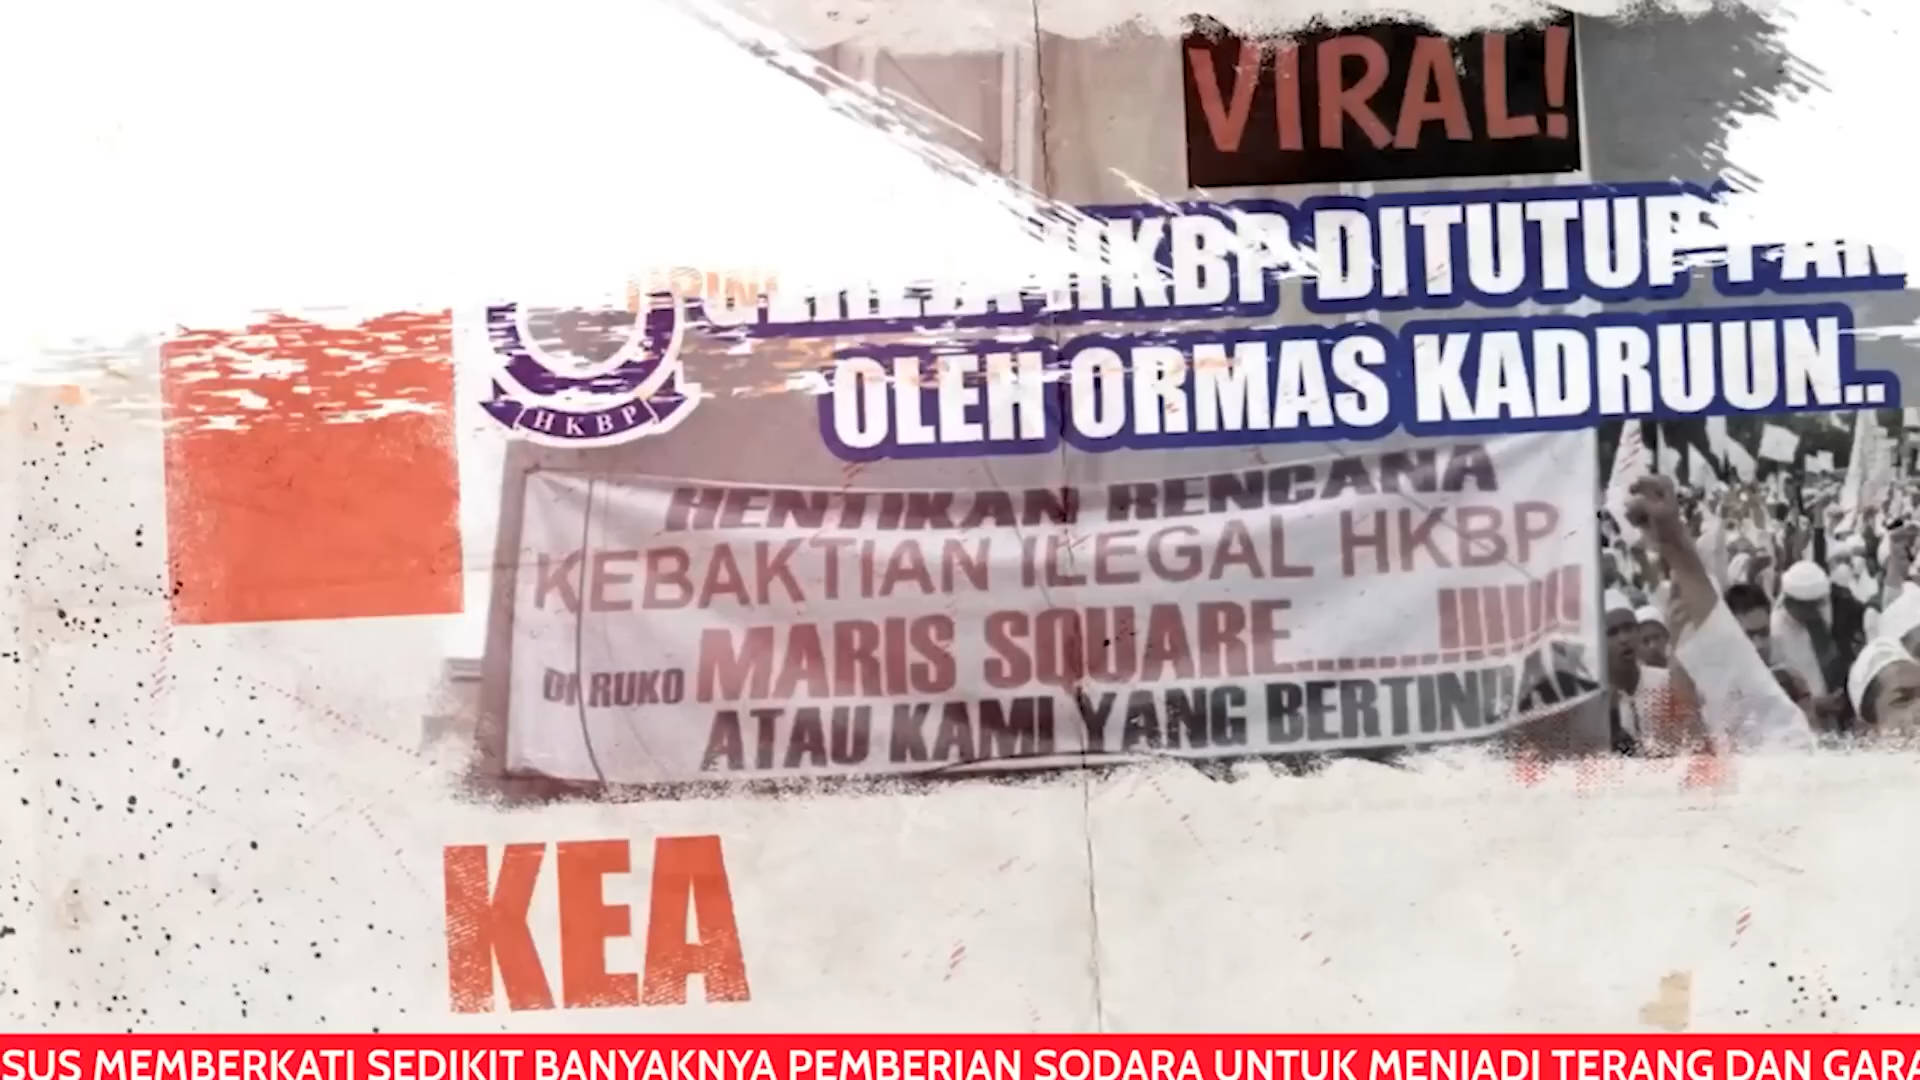 VIRAL!
HKBP DITUTUP
OLEH ORMAS KADRUUN..
HKBP
HENTIKAN RENCANA
KEBAKTIAN ILEGAL HKBP
DI RUKO MARIS SQUARE..........!!!!!!!!
ATAU KAMI YANG BERTINDAK
KEA
SUS MEMBERKATI SEDIKIT BANYAKNYA PEMBERIAN SODARA UNTUK MENJADI TERANG DAN GARA